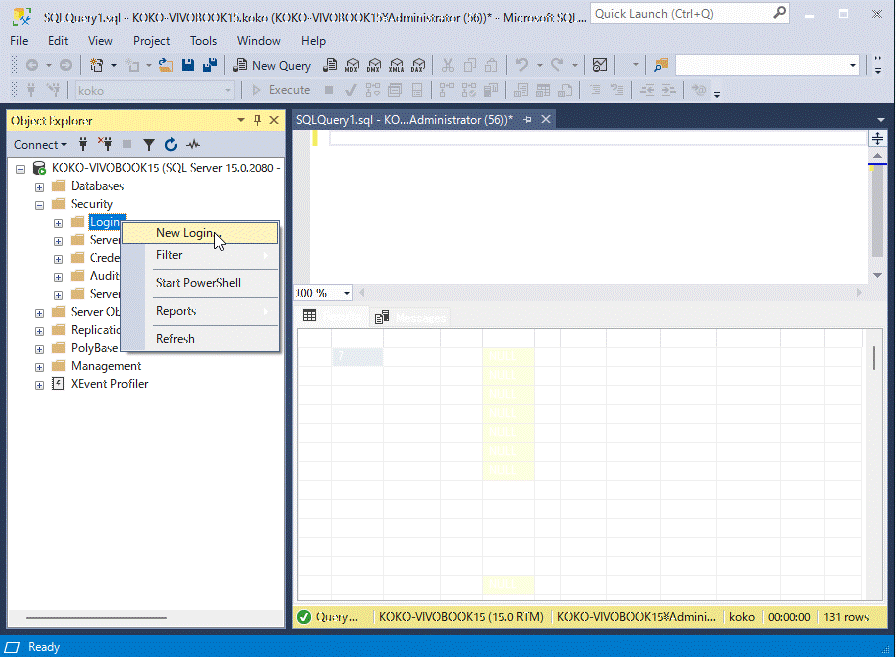 SQLQuery1.sql - KOKO-VIVOBOOK15.koko (KOKO-VIVOBOOK15¥Administrator (56))* - Microsoft SQL...
Quick Launch (Ctrl+Q)
File Edit View Project Tools Window Help
New Query MDX DMX XMLA DAX
koko Execute
Object Explorer
SQLQuery1.sql - KO...Administrator (56))*
Connect
KOKO-VIVOBOOK15 (SQL Server 15.0.2080 -
Databases
Security
Login
New Login...
Server
Filter
Crede
Audit
Start PowerShell
Server
Server Ob
Reports
Replicatio
Refresh
PolyBase
Management
XEvent Profiler
100 %
Messages
Query...
KOKO-VIVOBOOK15 (15.0 RTM)
KOKO-VIVOBOOK15¥Admini...
koko
00:00:00
131 rows
Ready